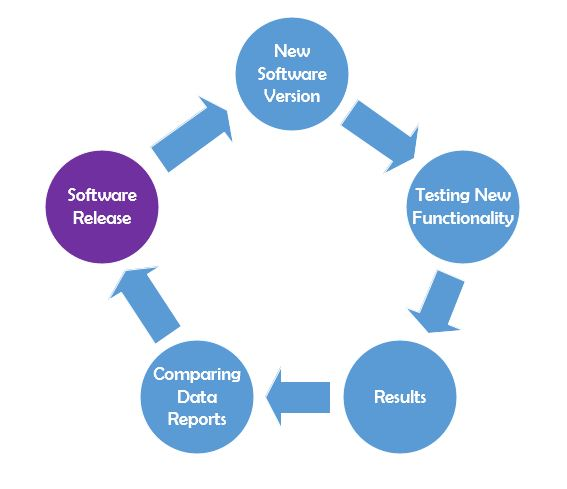 New
Software
Version
Testing New
Functionality
Results
Comparing
Data
Reports
Software
Release